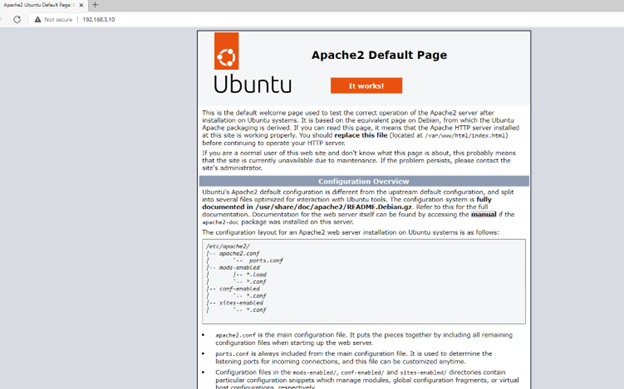 Apache2 Ubuntu Default Page:
Not secure
192.168.3.10
ubuntu
Apache2 Default Page
It works!
This is the default welcome page used to test the correct operation of the Apache2 server after
installation on Ubuntu systems. It is based on the equivalent page on Debian, from which the Ubuntu
Apache packaging is derived. If you can read this page, it means that the Apache HTTP server installed
at this site is working properly. You should replace this file (located at /var/www/html/index.html)
before continuing to operate your HTTP server.
If you are a normal user of this web site and don't know what this page is about, this probably means
that the site is currently unavailable due to maintenance. If the problem persists, please contact the
site's administrator.
Configuration Overview
Ubuntu's Apache2 default configuration is different from the upstream default configuration, and split
into several files optimized for interaction with Ubuntu tools. The configuration system is fully
documented in /usr/share/doc/apache2/README.Debian.gz. Refer to this for the full
documentation. Documentation for the web server itself can be found by accessing the manual if the
apache2-doc package was installed on this server.
The configuration layout for an Apache2 web server installation on Ubuntu systems is as follows:
/etc/apache2/
|-- apache2.conf
|       `--  ports.conf
|-- mods-enabled
|       |-- *.load
|       `-- *.conf
|-- conf-enabled
|       `-- *.conf
|-- sites-enabled
|       `-- *.conf
• apache2.conf is the main configuration file. It puts the pieces together by including all remaining
configuration files when starting up the web server.
• ports.conf is always included from the main configuration file. It is used to determine the
listening ports for incoming connections, and this file can be customized anytime.
• Configuration files in the mods-enabled/, conf-enabled/ and sites-enabled/ directories contain
particular configuration snippets which manage modules, global configuration fragments, or virtual
host configurations, respectively.